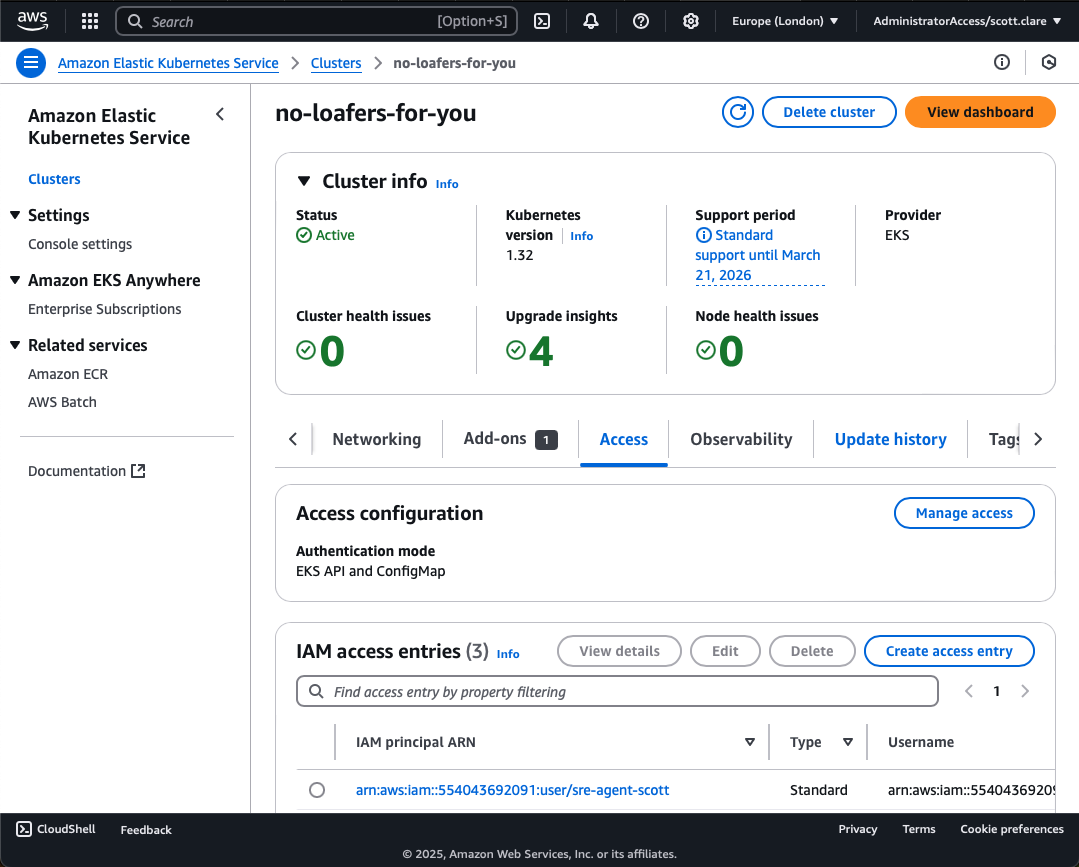 aws
Search
[Option+S]
Europe (London)
AdministratorAccess/scott.clare
Amazon Elastic Kubernetes Service
Clusters
no-loafers-for-you
Amazon Elastic
Kubernetes Service
Clusters
Settings
Console settings
Amazon EKS Anywhere
Enterprise Subscriptions
Related services
Amazon ECR
AWS Batch
Documentation
no-loafers-for-you
Delete cluster
View dashboard
Cluster info Info
Status
Active
Kubernetes
version Info
1.32
Support period
Standard
support until March
21, 2026
Provider
EKS
Cluster health issues
0
Upgrade insights
4
Node health issues
0
Networking
Add-ons 1
Access
Observability
Update history
Tags
Access configuration
Manage access
Authentication mode
EKS API and ConfigMap
IAM access entries (3) Info
View details
Edit
Delete
Create access entry
Find access entry by property filtering
1
IAM principal ARN
Type
Username
arn:aws:iam::554043692091:user/sre-agent-scott
Standard
arn:aws:iam::55404369209
CloudShell
Feedback
Privacy
Terms
Cookie preferences
© 2025, Amazon Web Services, Inc. or its affiliates.